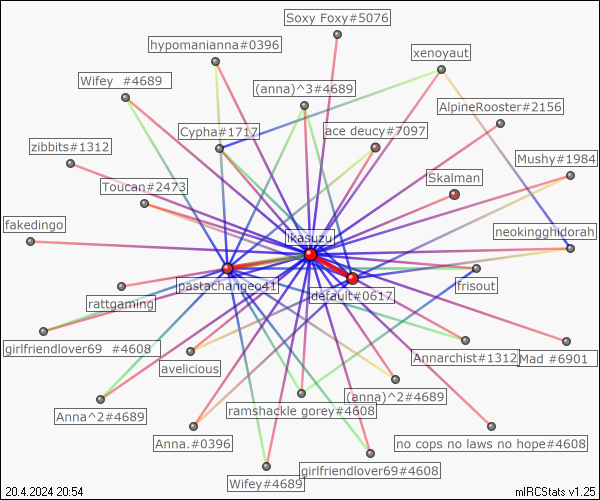 Soxy Foxy#5076
hypomanianna#0396
xenoyaut
Wifey  #4689
(anna)^3#4689
AlpineRooster#2156
Cypha#1717
ace deucy#7097
zibbits#1312
Mushy#1984
Toucan#2473
Skalman
fakedingo
neokingghidorah
Ikasuzu
pastachangeo41
frisout
rattgaming
default#0617
girlfriendlover69  #4608
Annarchist#1312
Mad #6901
avelicious
(anna)^2#4689
Anna^2#4689
ramshackle gorey#4608
Anna.#0396
no cops no laws no hope#4608
girlfriendlover69#4608
Wifey#4689
20.4.2024 20:54
mIRCStats v1.25